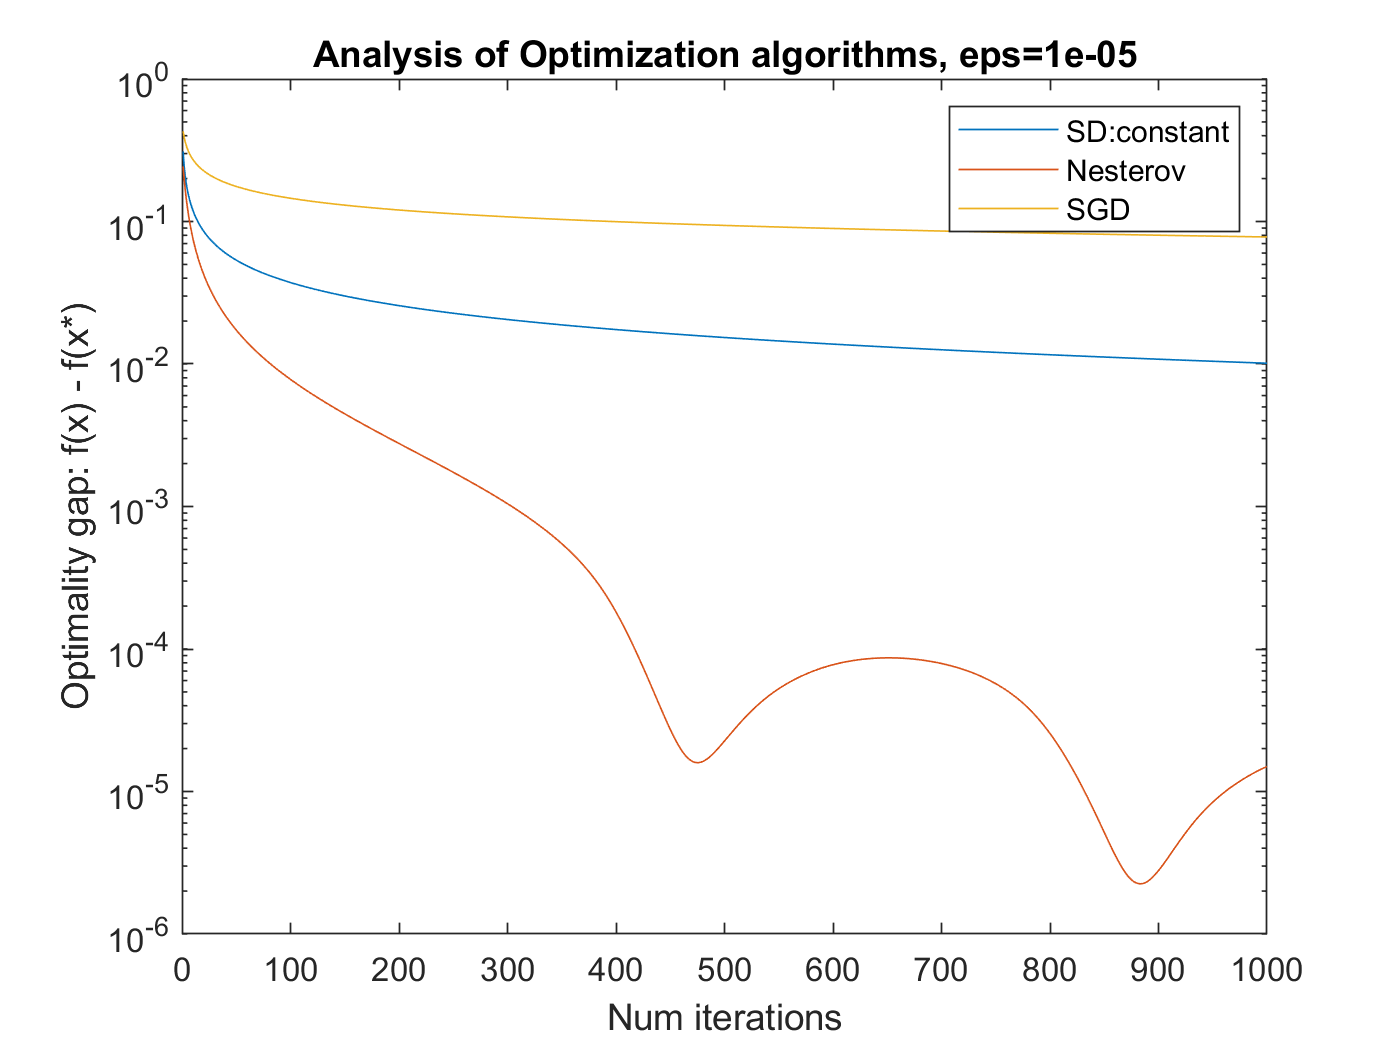 Analysis of Optimization algorithms, eps=1e-05
10^0
10^-1
10^-2
10^-3
10^-4
10^-5
10^-6
Optimality gap: f(x) - f(x*)
SD:constant
Nesterov
SGD
0 100 200 300 400 500 600 700 800 900 1000
Num iterations